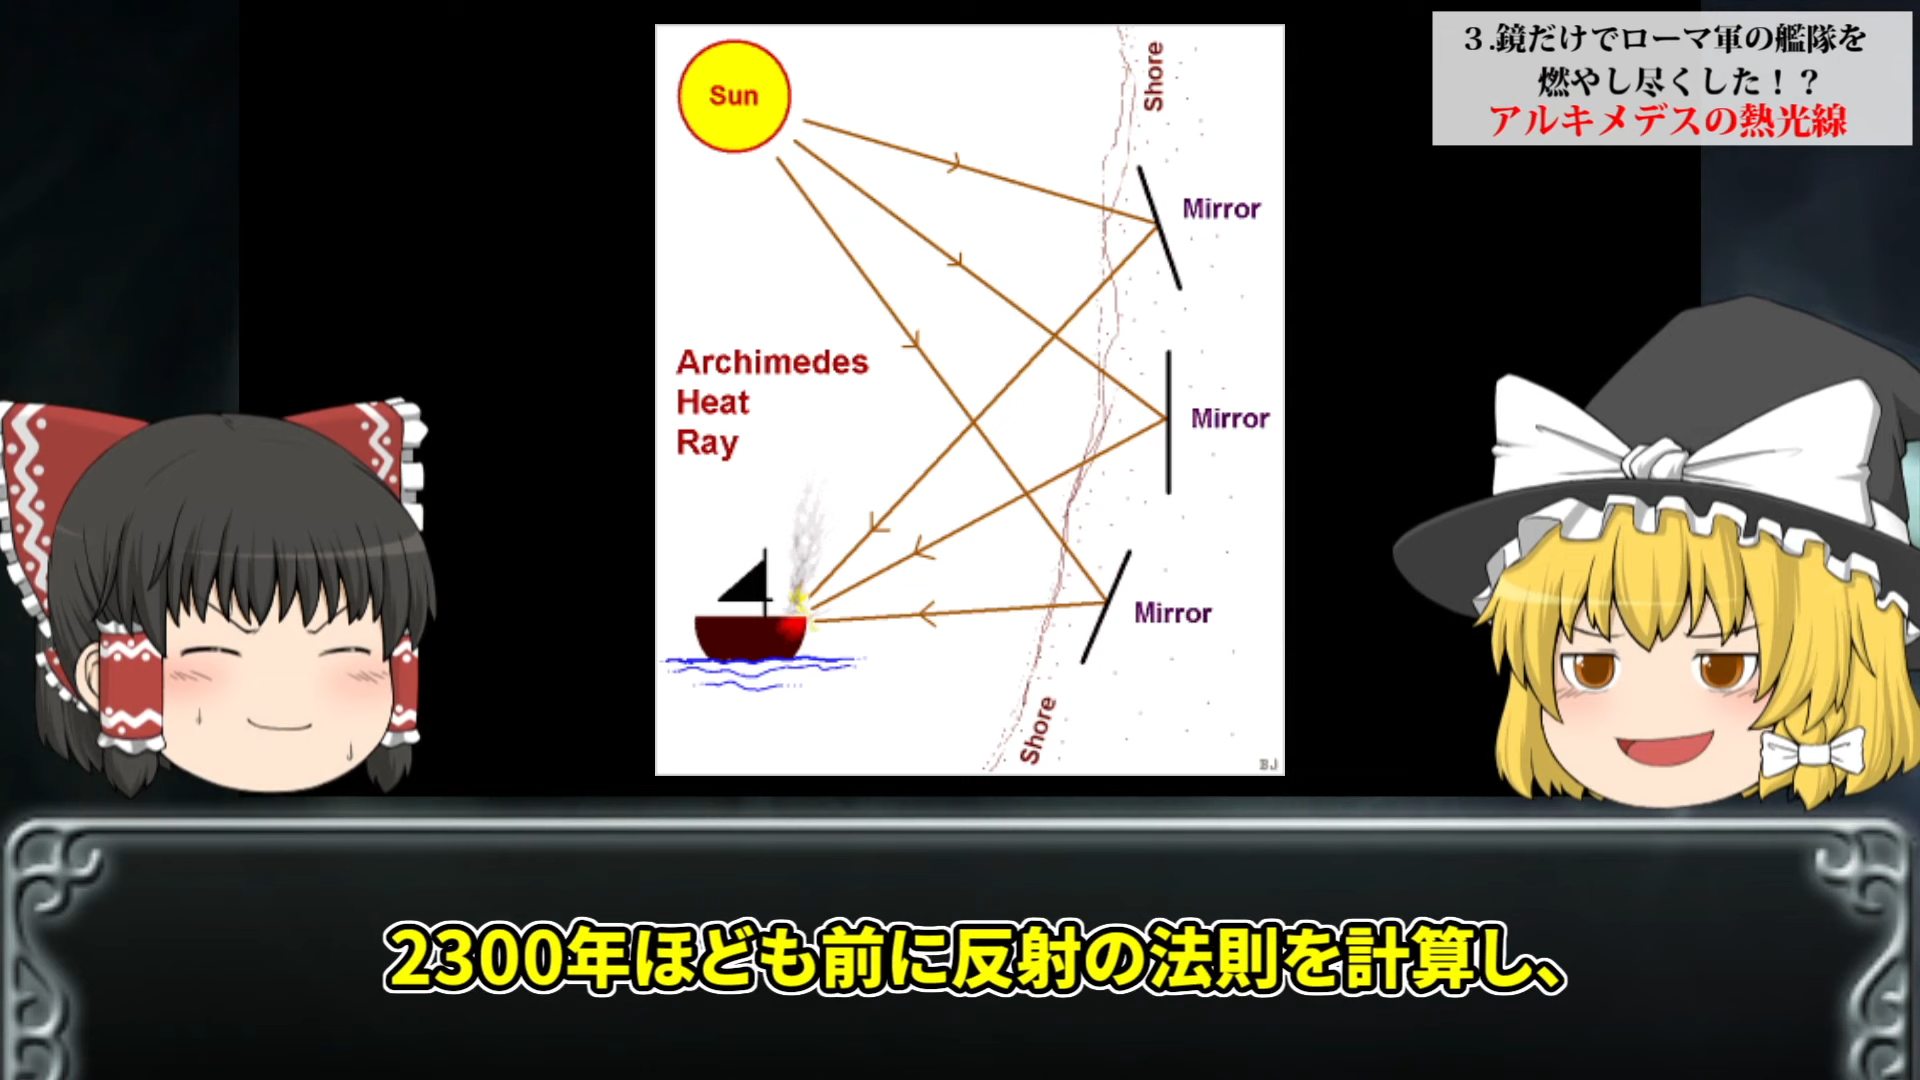 ３.鏡だけでローマ軍の艦隊を
燃やし尽くした！？
アルキメデスの熱光線
Sun
Shore
Mirror
Archimedes
Heat
Ray
Mirror
Mirror
Shore
BJ
2300年ほども前に反射の法則を計算し、